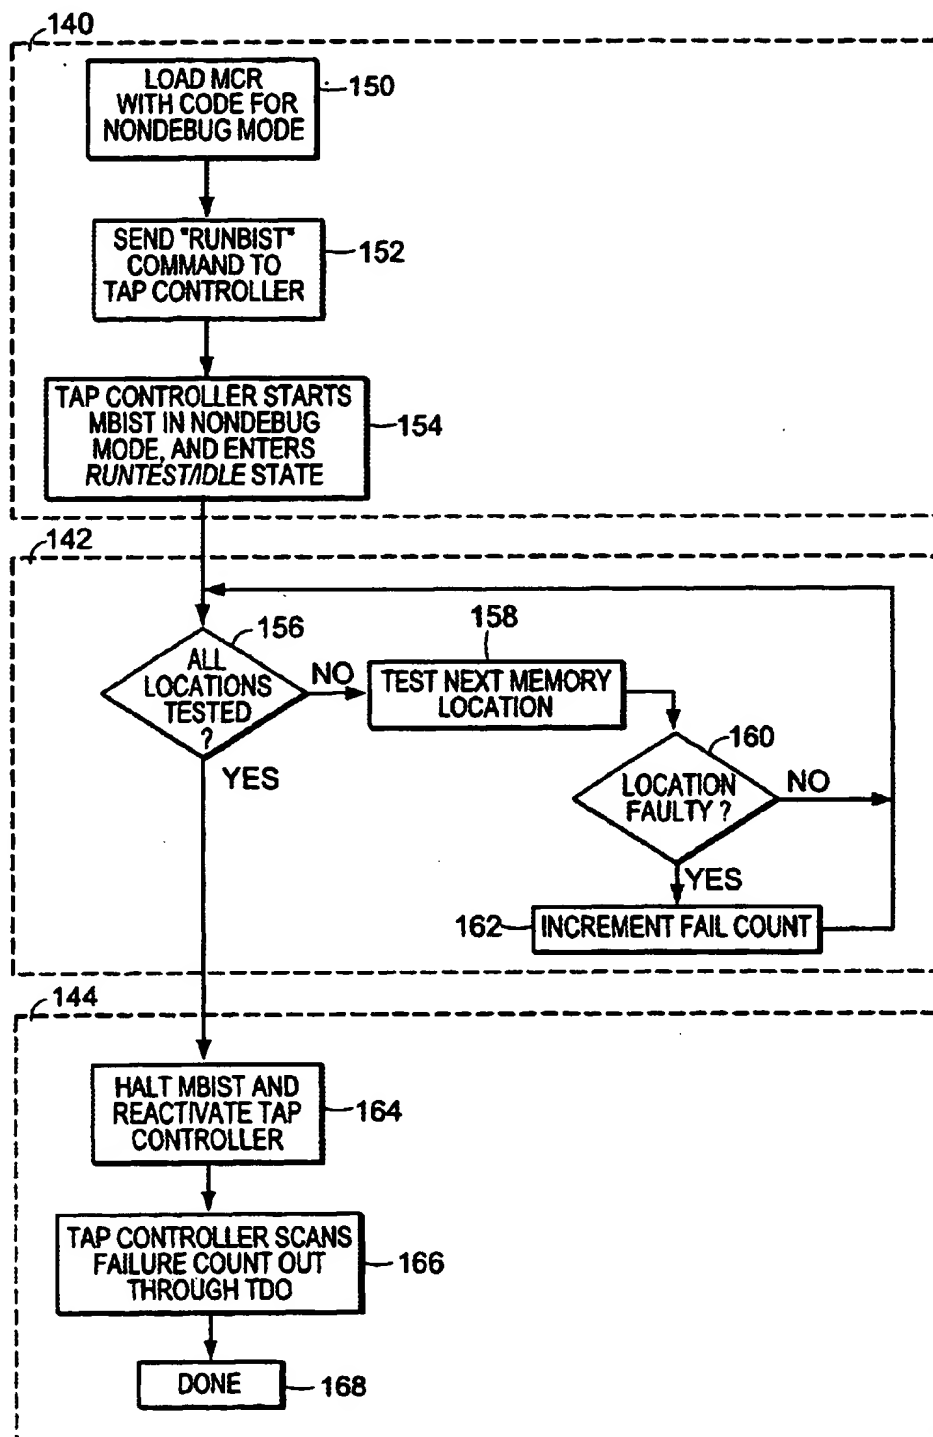 140
LOAD MCR
WITH CODE FOR
NONDEBUG MODE
150
SEND "RUNBIST"
COMMAND TO
TAP CONTROLLER
152
TAP CONTROLLER STARTS
MBIST IN NONDEBUG
MODE, AND ENTERS
RUNTEST/IDLE STATE
154
142
156
ALL
LOCATIONS
TESTED
?
NO
YES
158
TEST NEXT MEMORY
LOCATION
160
LOCATION
FAULTY ?
NO
YES
162
INCREMENT FAIL COUNT
144
HALT MBIST AND
REACTIVATE TAP
CONTROLLER
164
TAP CONTROLLER SCANS
FAILURE COUNT OUT
THROUGH TDO
166
DONE
168